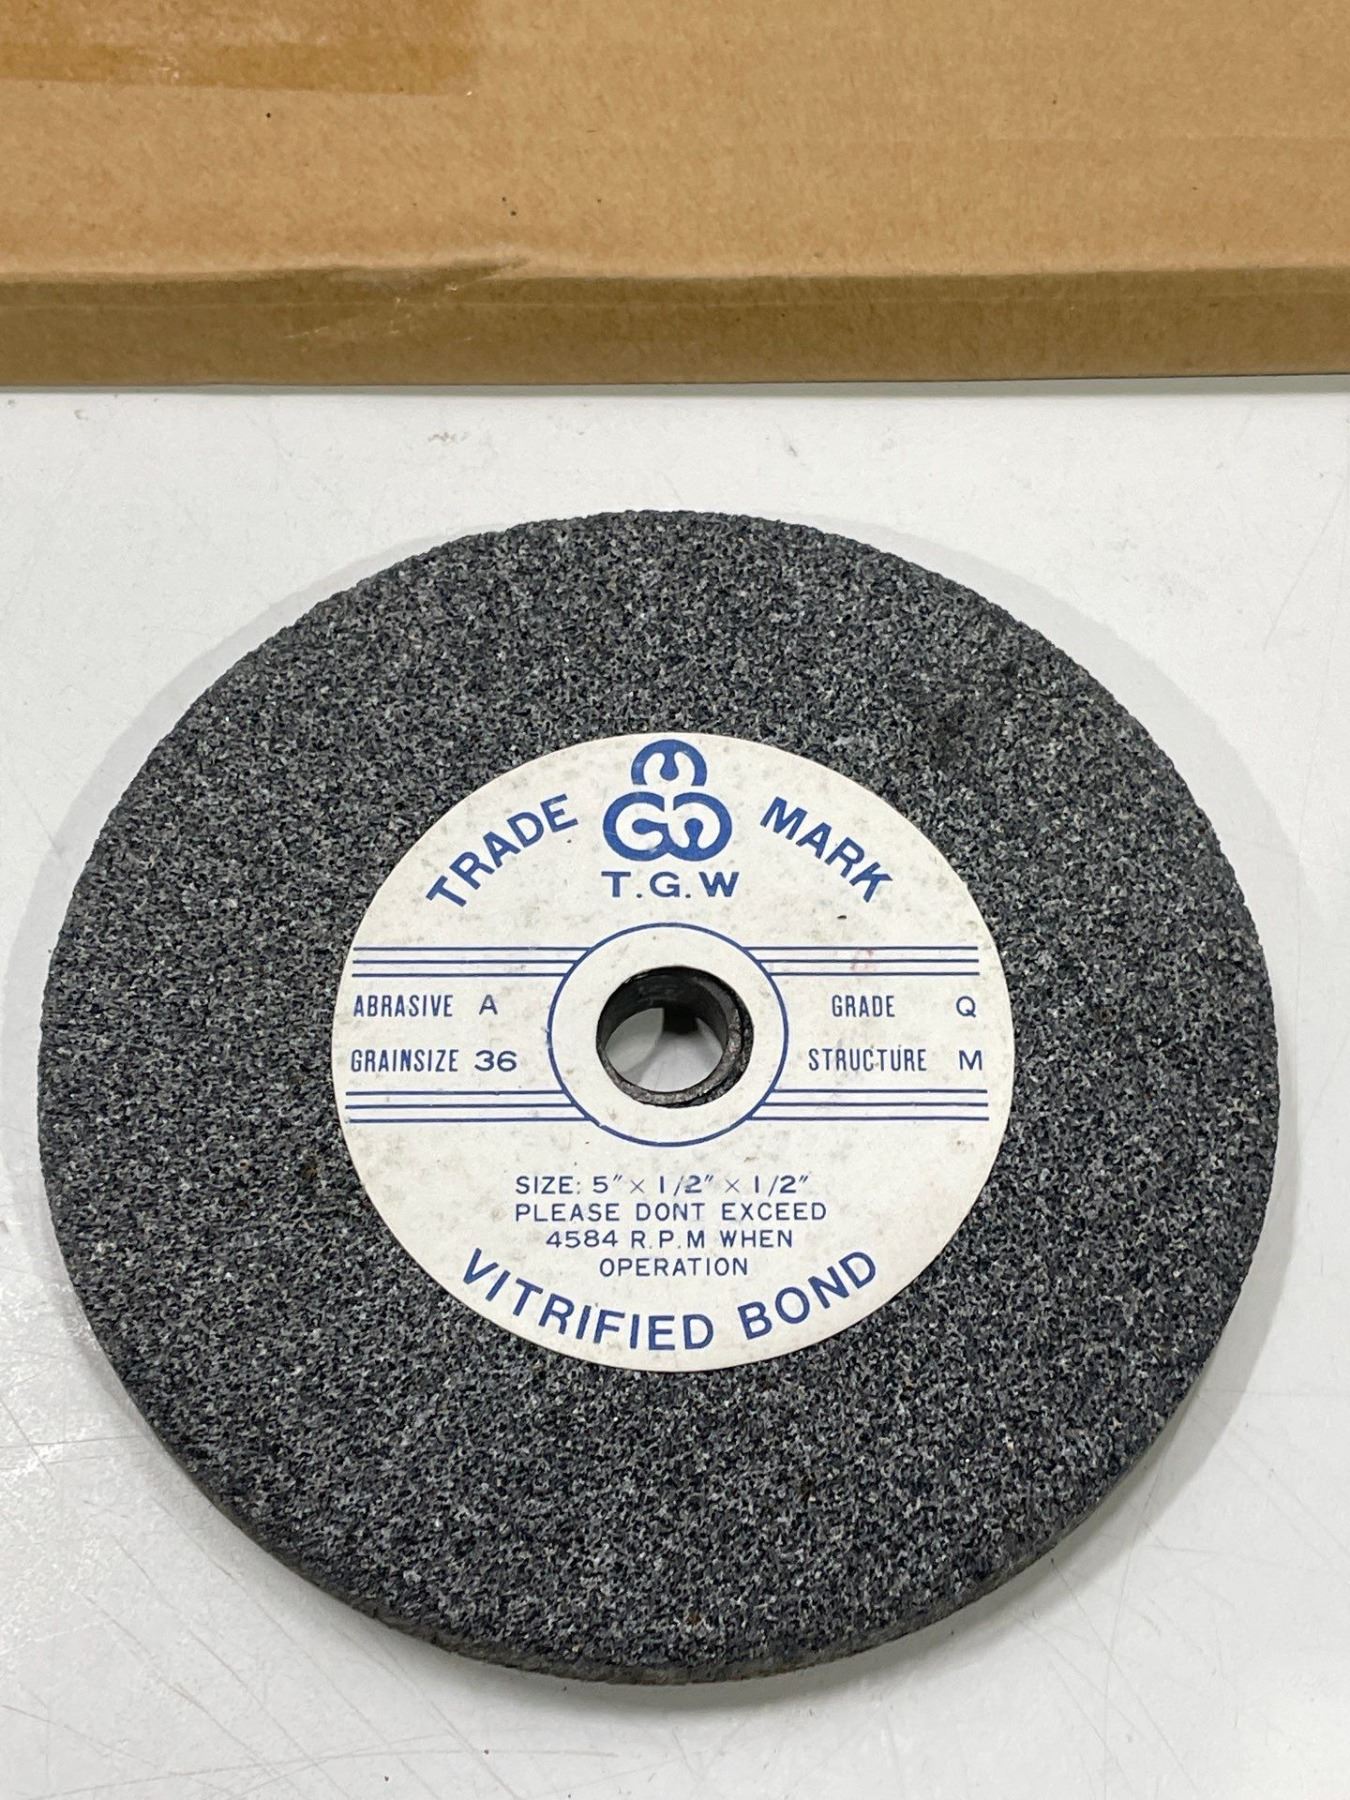 TRADE MARK
T.G.W
ABRASIVE A
GRAINSIZE 36
GRADE Q
STRUCTURE M
SIZE: 5" × 1/2" × 1/2"
PLEASE DONT EXCEED
4584 R.P.M WHEN
OPERATION
VITRIFIED BOND